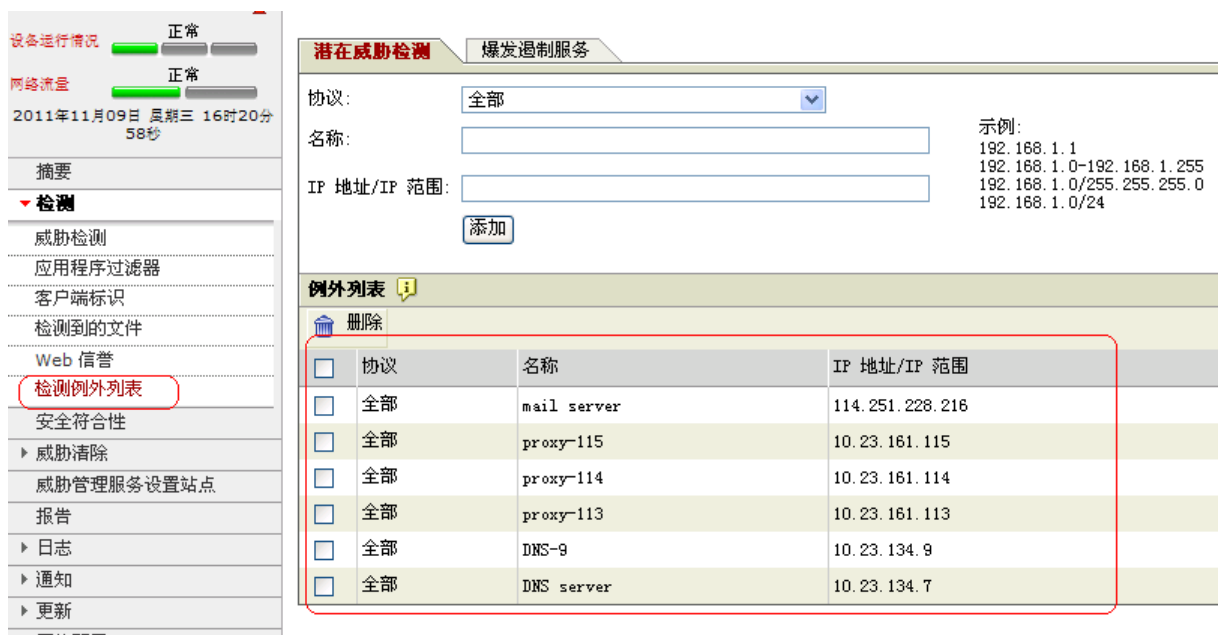 设备运行情况 正常
网络流量 正常
2011年11月09日 星期三 16时20分
58秒
摘要
检测
威胁检测
应用程序过滤器
客户端标识
检测到的文件
Web 信誉
检测例外列表
安全符合性
威胁清除
威胁管理服务设置站点
报告
日志
通知
更新
潜在威胁检测 爆发遏制服务
协议: 全部
名称:
IP 地址/IP 范围:
添加
示例:
192.168.1.1
192.168.1.0-192.168.1.255
192.168.1.0/255.255.255.0
192.168.1.0/24
例外列表
删除
协议 名称 IP 地址/IP 范围
全部 mail server 114.251.228.216
全部 proxy-115 10.23.161.115
全部 proxy-114 10.23.161.114
全部 proxy-113 10.23.161.113
全部 DNS-9 10.23.134.9
全部 DNS server 10.23.134.7